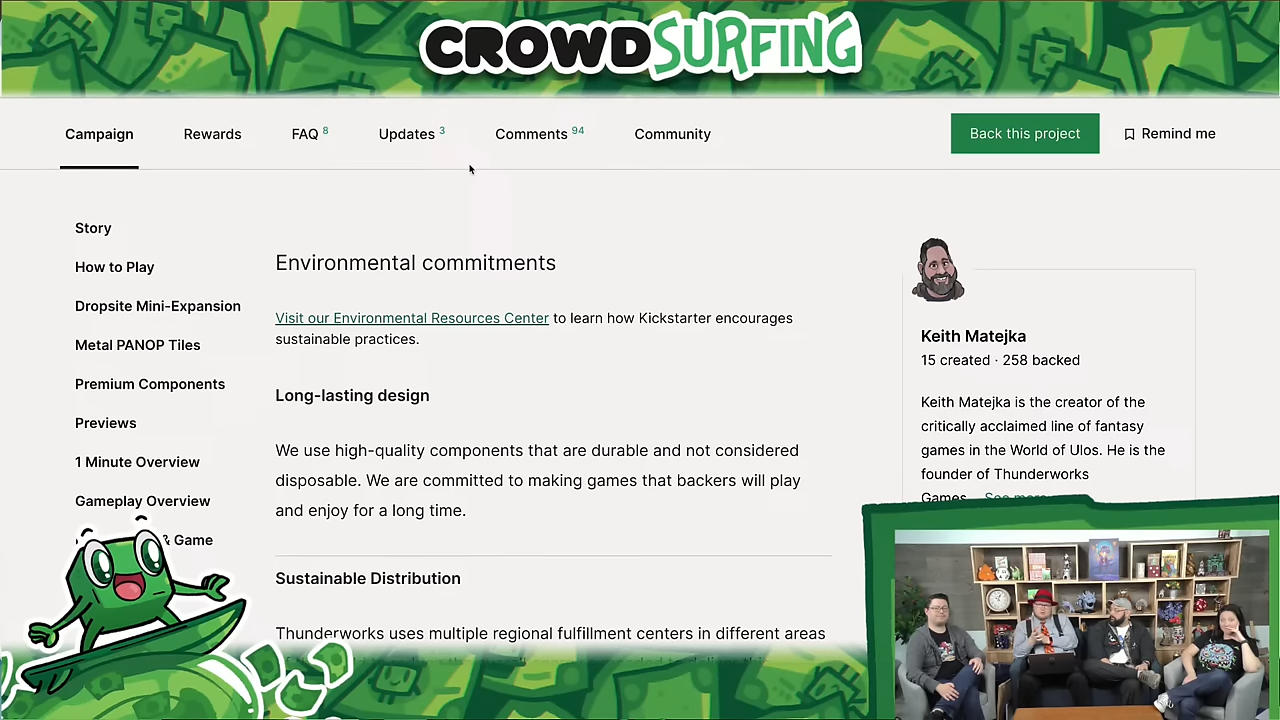 CROWDSURFING
Campaign
Rewards
FAQ 8
Updates 3
Comments 94
Community
Back this project
Remind me
Story
How to Play
Dropsite Mini-Expansion
Metal PANOP Tiles
Premium Components
Previews
1 Minute Overview
Gameplay Overview
& Game
Environmental commitments
Visit our Environmental Resources Center to learn how Kickstarter encourages
sustainable practices.
Long-lasting design
We use high-quality components that are durable and not considered
disposable. We are committed to making games that backers will play
and enjoy for a long time.
Sustainable Distribution
Thunderworks uses multiple regional fulfillment centers in different areas
Keith Matejka
15 created · 258 backed
Keith Matejka is the creator of the
critically acclaimed line of fantasy
games in the World of Ulos. He is the
founder of Thunderworks
Games... See more